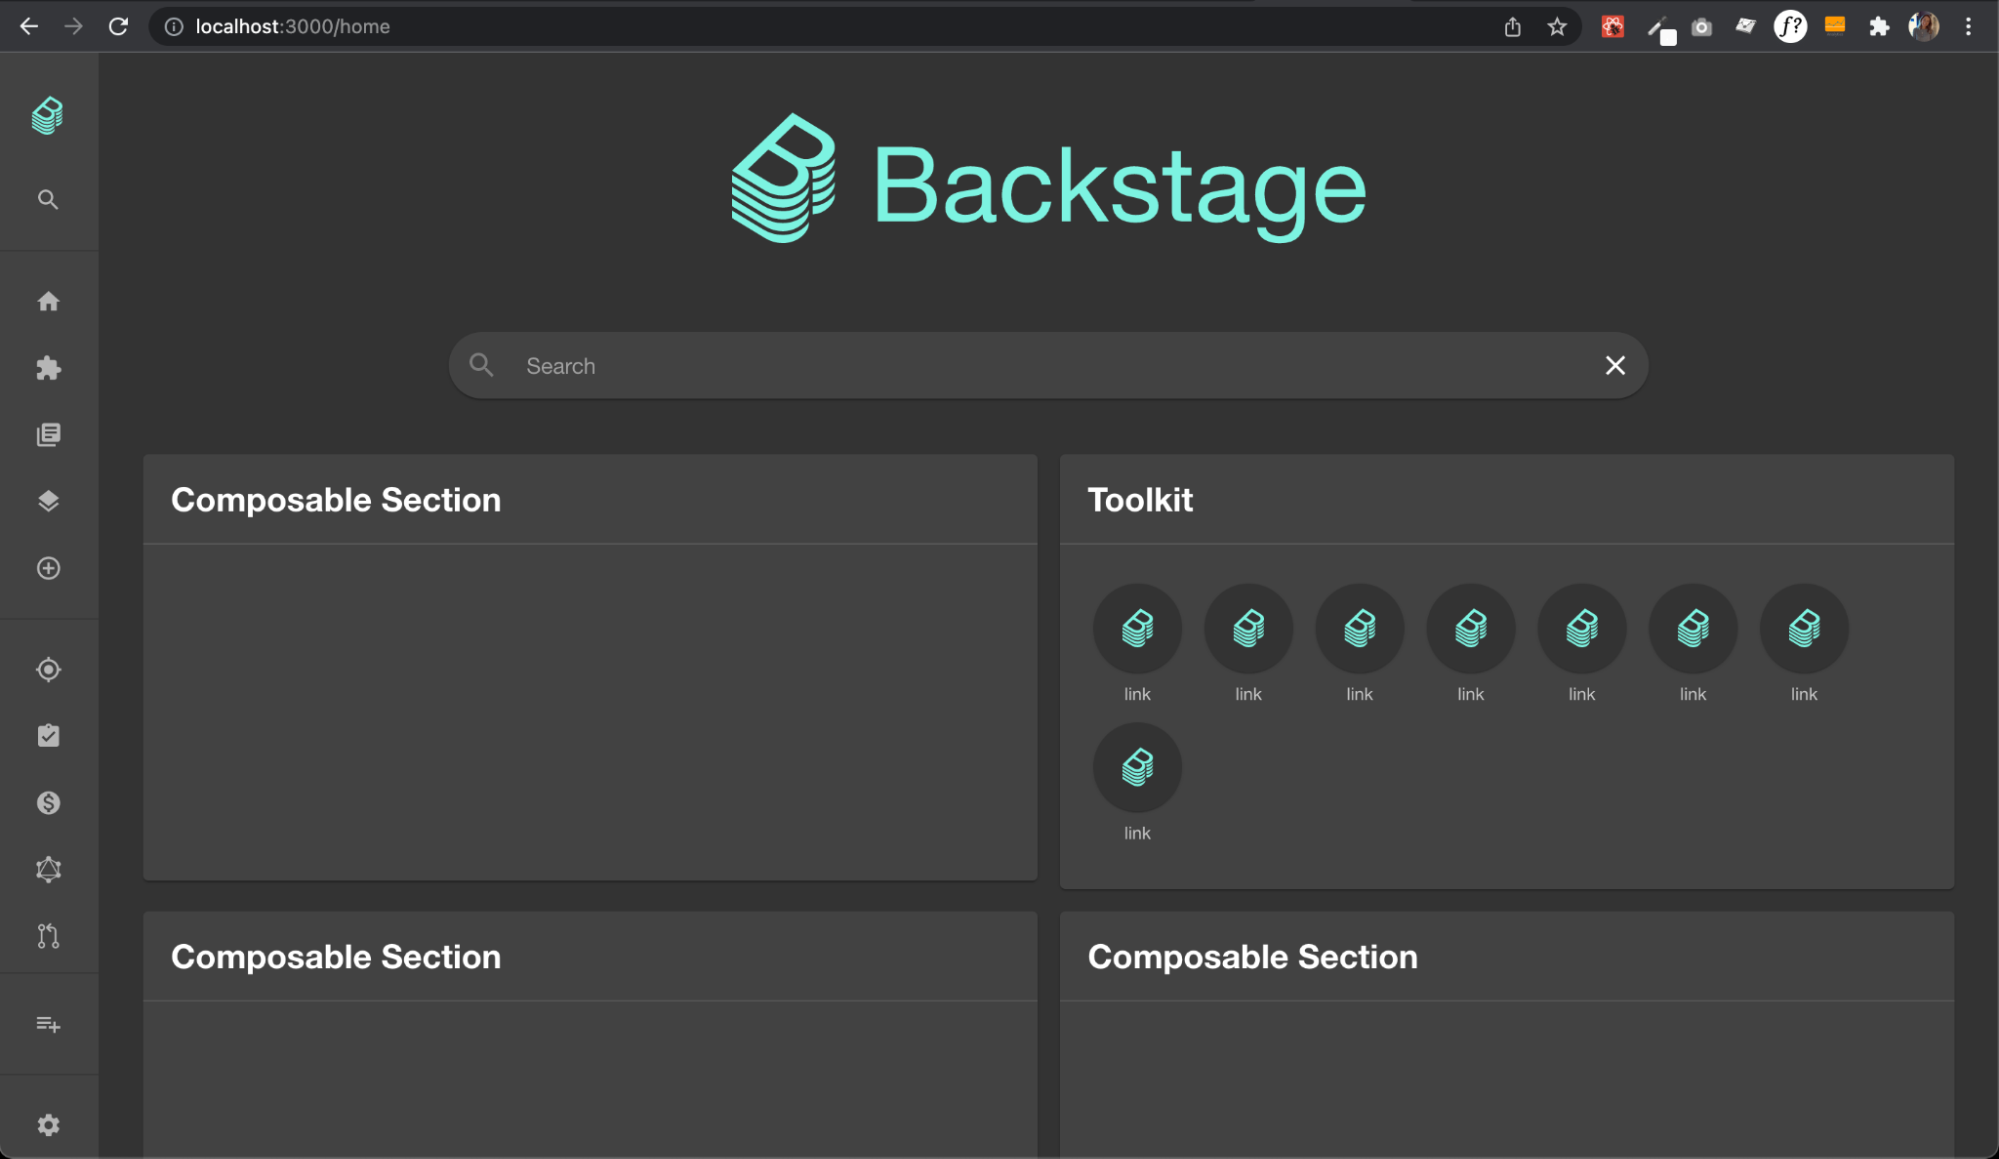 localhost:3000/home
f?
Backstage
Search
Composable Section
Toolkit
link link link link link link link
link
Composable Section
Composable Section